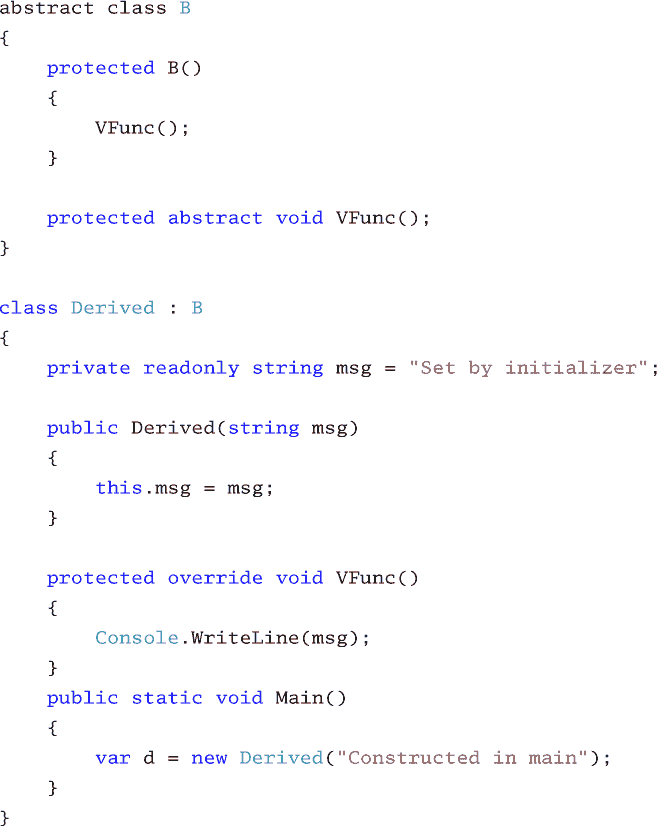 abstract class B
{
    protected B()
    {
        VFunc();
    }

    protected abstract void VFunc();
}

class Derived : B
{
    private readonly string msg = "Set by initializer";

    public Derived(string msg)
    {
        this.msg = msg;
    }

    protected override void VFunc()
    {
        Console.WriteLine(msg);
    }
    public static void Main()
    {
        var d = new Derived("Constructed in main");
    }
}